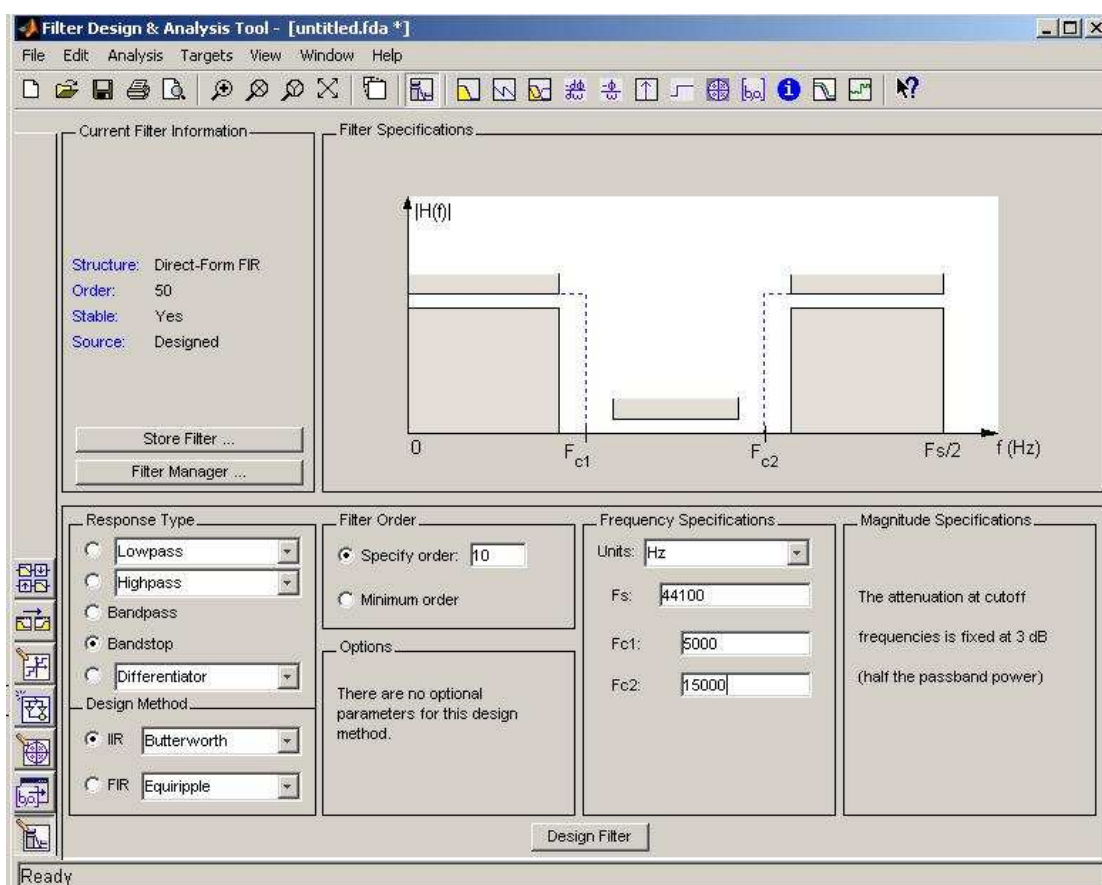 Filter Design & Analysis Tool - [untitled.fda *]
File Edit Analysis Targets View Window Help
Current Filter Information
Structure: Direct-Form FIR
Order: 50
Stable: Yes
Source: Designed
Store Filter ...
Filter Manager ...
Filter Specifications
|H(f)|
0 Fc1 Fc2 Fs/2 f (Hz)
Response Type
Lowpass
Highpass
Bandpass
Bandstop
Differentiator
Design Method
IIR Butterworth
FIR Equiripple
Filter Order
Specify order: 10
Minimum order
Options
There are no optional
parameters for this design
method.
Frequency Specifications
Units: Hz
Fs: 44100
Fc1: 5000
Fc2: 15000
Magnitude Specifications
The attenuation at cutoff
frequencies is fixed at 3 dB
(half the passband power)
Design Filter
Ready